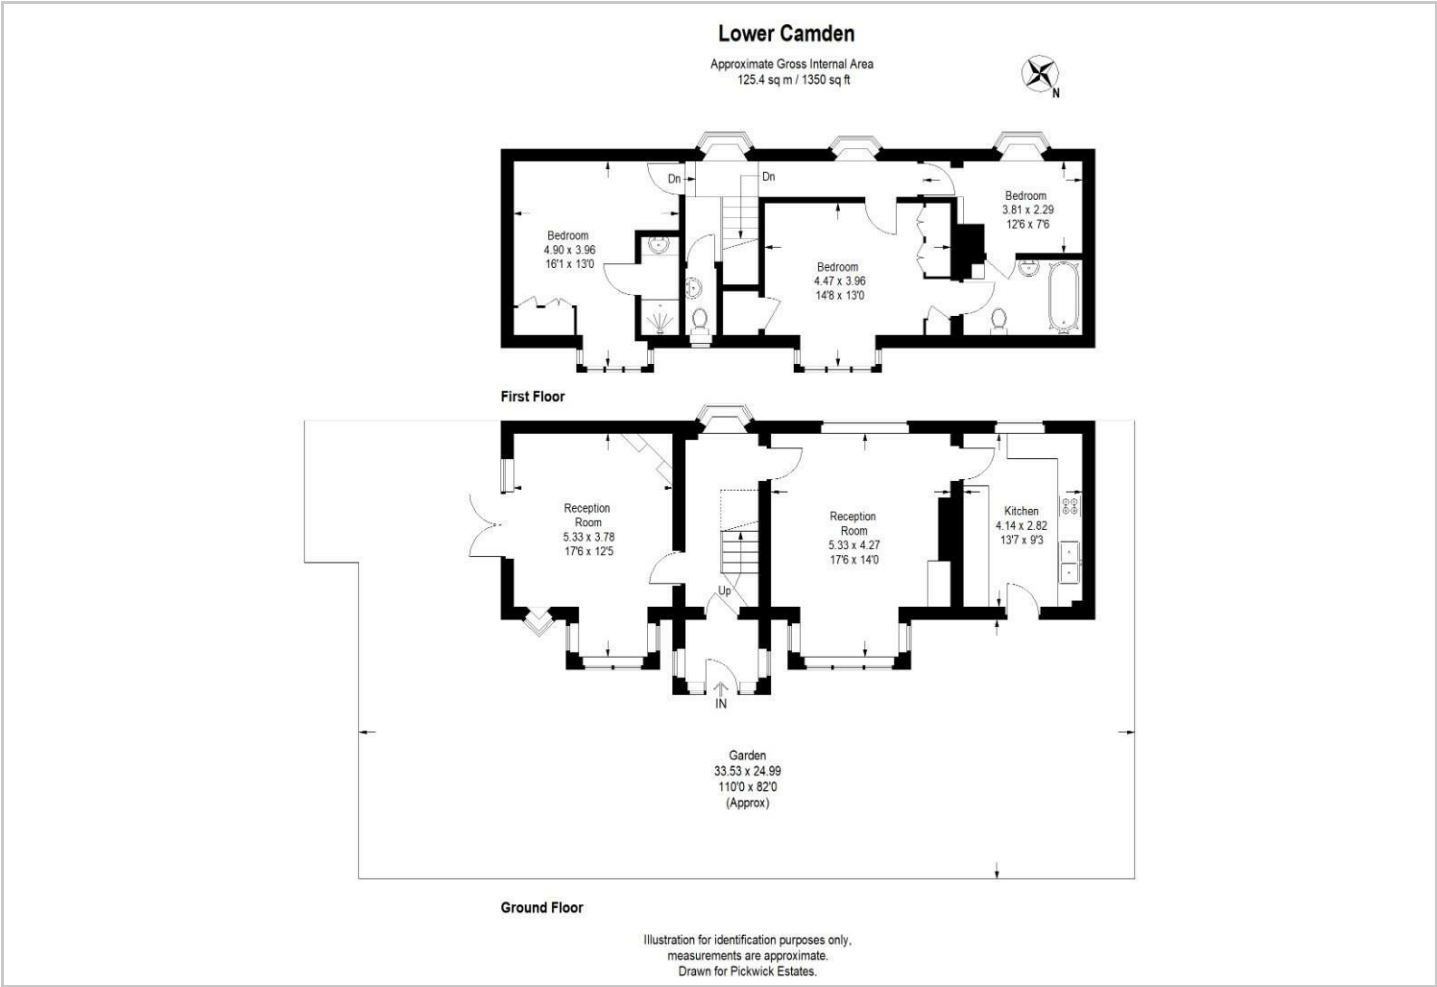 Lower Camden
Approximate Gross Internal Area
125.4 sq m / 1350 sq ft
N
Dn
Dn
Bedroom
4.90 x 3.96
16'1 x 13'0
Bedroom
4.47 x 3.96
14'8 x 13'0
Bedroom
3.81 x 2.29
12'6 x 7'6
First Floor
Reception
Room
5.33 x 3.78
17'6 x 12'5
Up
Reception
Room
5.33 x 4.27
17'6 x 14'0
Kitchen
4.14 x 2.82
13'7 x 9'3
IN
Garden
33.53 x 24.99
110'0 x 82'0
(Approx)
Ground Floor
Illustration for identification purposes only,
measurements are approximate.
Drawn for Pickwick Estates.